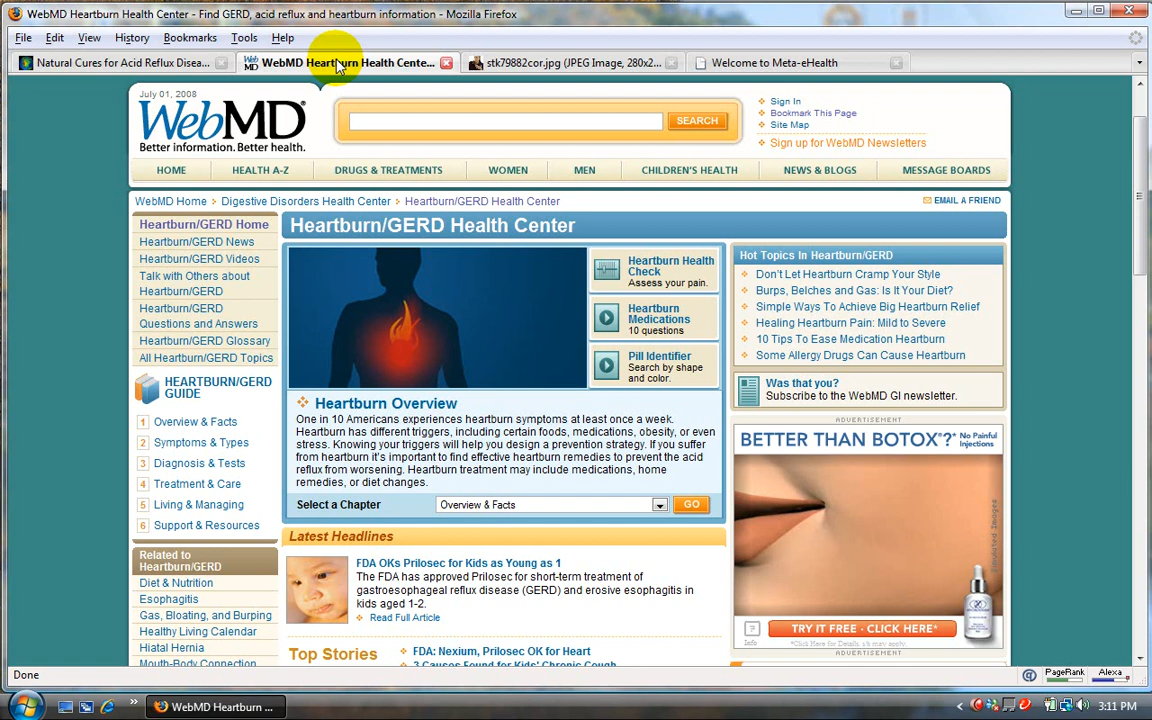 WebMD Heartburn Health Center - Find GERD, acid reflux and heartburn information - Mozilla Firefox
File Edit View History Bookmarks Tools Help
Natural Cures for Acid Reflux Disea...
WebMD Heartburn Health Cente...
stk79882cor.jpg (JPEG Image, 280x2...
Welcome to Meta-eHealth
July 01, 2008
WebMD
Better information. Better health.
SEARCH
Sign In
Bookmark This Page
Site Map
Sign up for WebMD Newsletters
HOME HEALTH A-Z DRUGS & TREATMENTS WOMEN MEN CHILDREN'S HEALTH NEWS & BLOGS MESSAGE BOARDS
WebMD Home Digestive Disorders Health Center Heartburn/GERD Health Center
EMAIL A FRIEND
Heartburn/GERD Home
Heartburn/GERD News
Heartburn/GERD Videos
Talk with Others about
Heartburn/GERD
Heartburn/GERD
Questions and Answers
Heartburn/GERD Glossary
All Heartburn/GERD Topics
HEARTBURN/GERD
GUIDE
1 Overview & Facts
2 Symptoms & Types
3 Diagnosis & Tests
4 Treatment & Care
5 Living & Managing
6 Support & Resources
Related to
Heartburn/GERD
Diet & Nutrition
Esophagitis
Gas, Bloating, and Burping
Healthy Living Calendar
Hiatal Hernia
Mouth-Body Connection
Heartburn/GERD Health Center
Heartburn Health
Check
Assess your pain.
Heartburn
Medications
10 questions
Pill Identifier
Search by shape
and color.
Heartburn Overview
One in 10 Americans experiences heartburn symptoms at least once a week.
Heartburn has different triggers, including certain foods, medications, obesity, or even
stress. Knowing your triggers will help you design a prevention strategy. If you suffer
from heartburn it's important to find effective heartburn remedies to prevent the acid
reflux from worsening. Heartburn treatment may include medications, home
remedies, or diet changes.
Select a Chapter Overview & Facts GO
Latest Headlines
FDA OKs Prilosec for Kids as Young as 1
The FDA has approved Prilosec for short-term treatment of
gastroesophageal reflux disease (GERD) and erosive esophagitis in
kids aged 1-2.
Read Full Article
Top Stories
FDA: Nexium, Prilosec OK for Heart
3 Causes Found for Kids' Chronic Cough
Hot Topics In Heartburn/GERD
Don't Let Heartburn Cramp Your Style
Burps, Belches and Gas: Is It Your Diet?
Simple Ways To Achieve Big Heartburn Relief
Healing Heartburn Pain: Mild to Severe
10 Tips To Ease Medication Heartburn
Some Allergy Drugs Can Cause Heartburn
Was that you?
Subscribe to the WebMD GI newsletter.
ADVERTISEMENT
BETTER THAN BOTOX®?* No Painful
Injections
Simulated Images
Info
TRY IT FREE - CLICK HERE*
ADVERTISEMENT
Done
PageRank
Alexa
WebMD Heartburn ...
3:11 PM